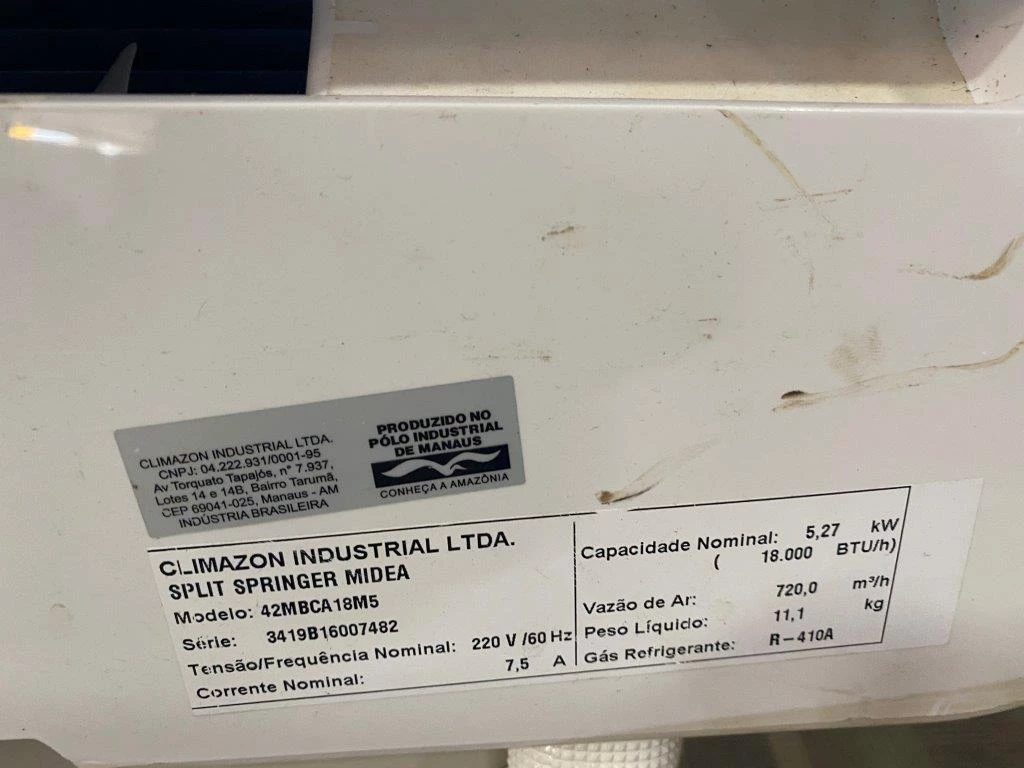 CLIMAZON INDUSTRIAL LTDA.
CNPJ: 04.222.931/0001-95
Av Torquato Tapajós, n° 7.937,
Lotes 14 e 14B, Bairro Tarumã,
CEP 69041-025, Manaus - AM
INDÚSTRIA BRASILEIRA
PRODUZIDO NO
PÓLO INDUSTRIAL
DE MANAUS
CONHEÇA A AMAZÔNIA
CLIMAZON INDUSTRIAL LTDA.
SPLIT SPRINGER MIDEA
Modelo: 42MBCA18M5
Série: 3419B16007482
Tensão/Frequência Nominal: 220 V /60 Hz
Corrente Nominal: 7,5 A
Capacidade Nominal: 5,27 kW
( 18.000 BTU/h)
Vazão de Ar: 720,0 m³/h
Peso Líquido: 11,1 kg
Gás Refrigerante: R-410A